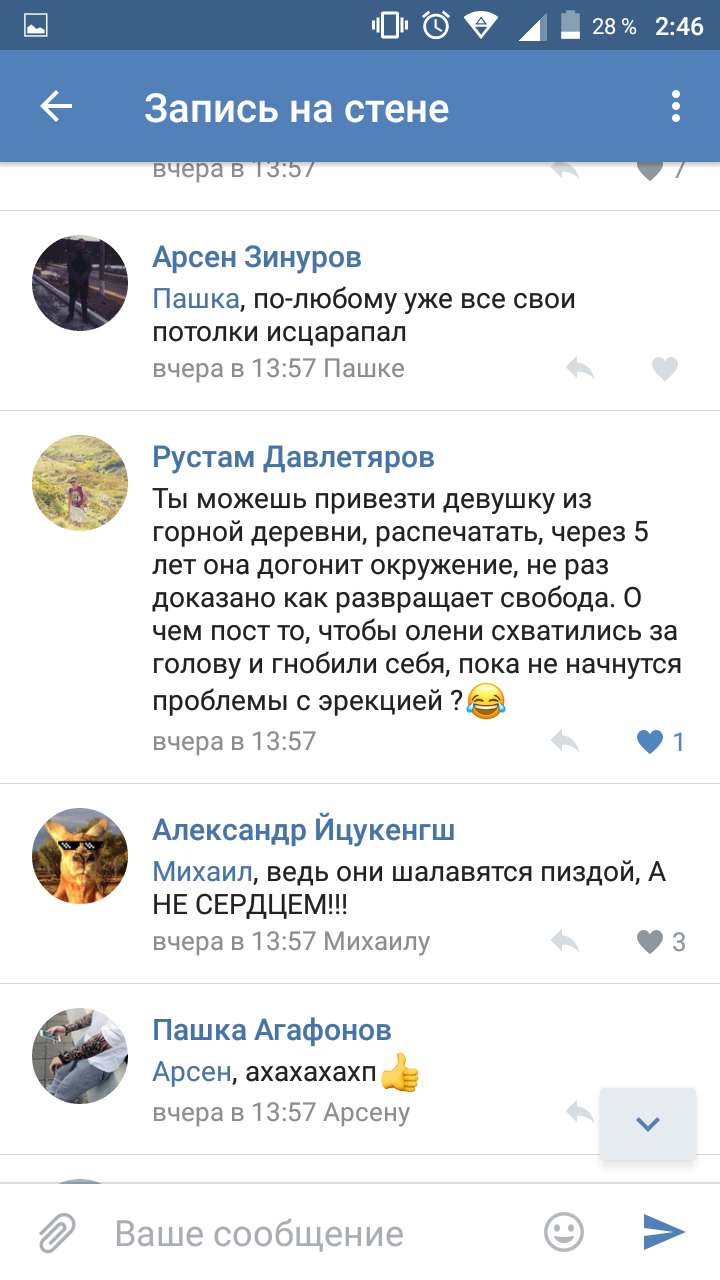 28 % 2:46
Запись на стене
вчера в 13:57 7
Арсен Зинуров
Пашка, по-любому уже все свои
потолки исцарапал
вчера в 13:57 Пашке
Рустам Давлетяров
Ты можешь привезти девушку из
горной деревни, распечатать, через 5
лет она догонит окружение, не раз
доказано как развращает свобода. О
чем пост то, чтобы олени схватились за
голову и гнобили себя, пока не начнутся
проблемы с эрекцией ?😂
вчера в 13:57 1
Александр Йцукенгш
Михаил, ведь они шалавятся пиздой, А
НЕ СЕРДЦЕМ!!!
вчера в 13:57 Михаилу 3
Пашка Агафонов
Арсен, ахахахахп👍
вчера в 13:57 Арсену
Ваше сообщение